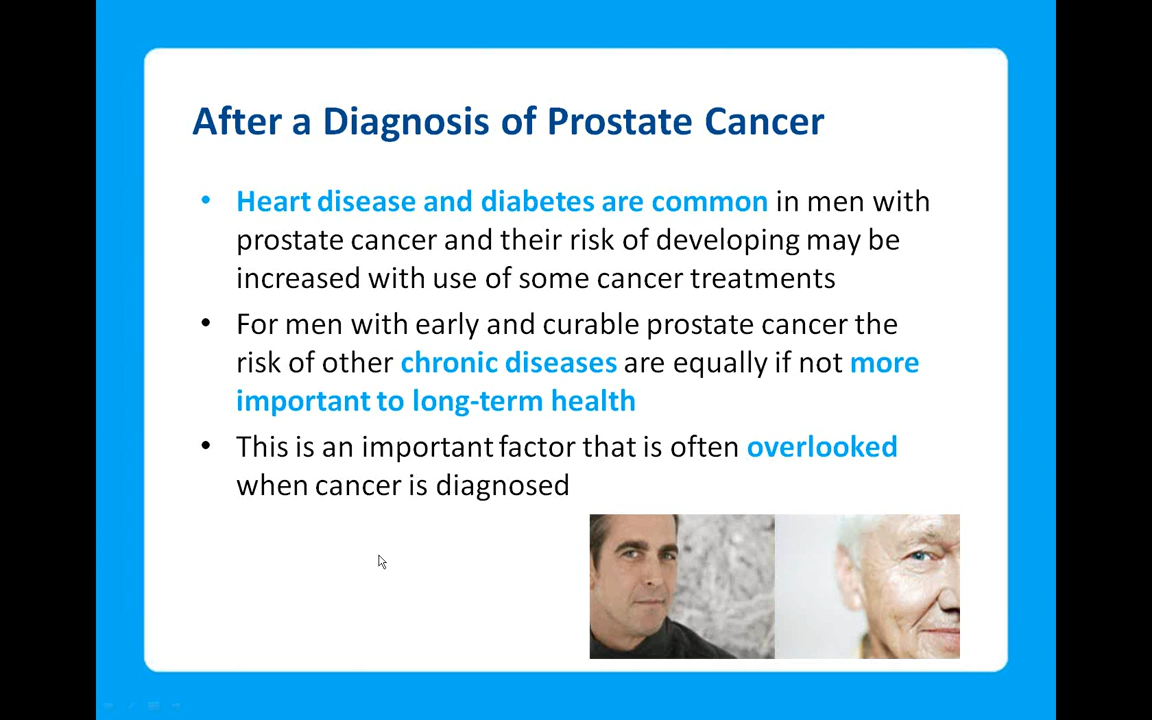 After a Diagnosis of Prostate Cancer
• Heart disease and diabetes are common in men with
prostate cancer and their risk of developing may be
increased with use of some cancer treatments
• For men with early and curable prostate cancer the
risk of other chronic diseases are equally if not more
important to long-term health
• This is an important factor that is often overlooked
when cancer is diagnosed